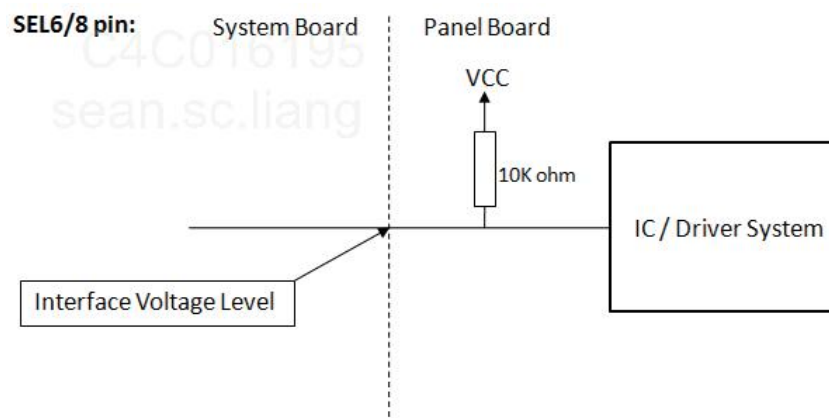 SEL6/8 pin:
System Board
Panel Board
C4C016195
sean.sc.liang
VCC
10K ohm
IC / Driver System
Interface Voltage Level